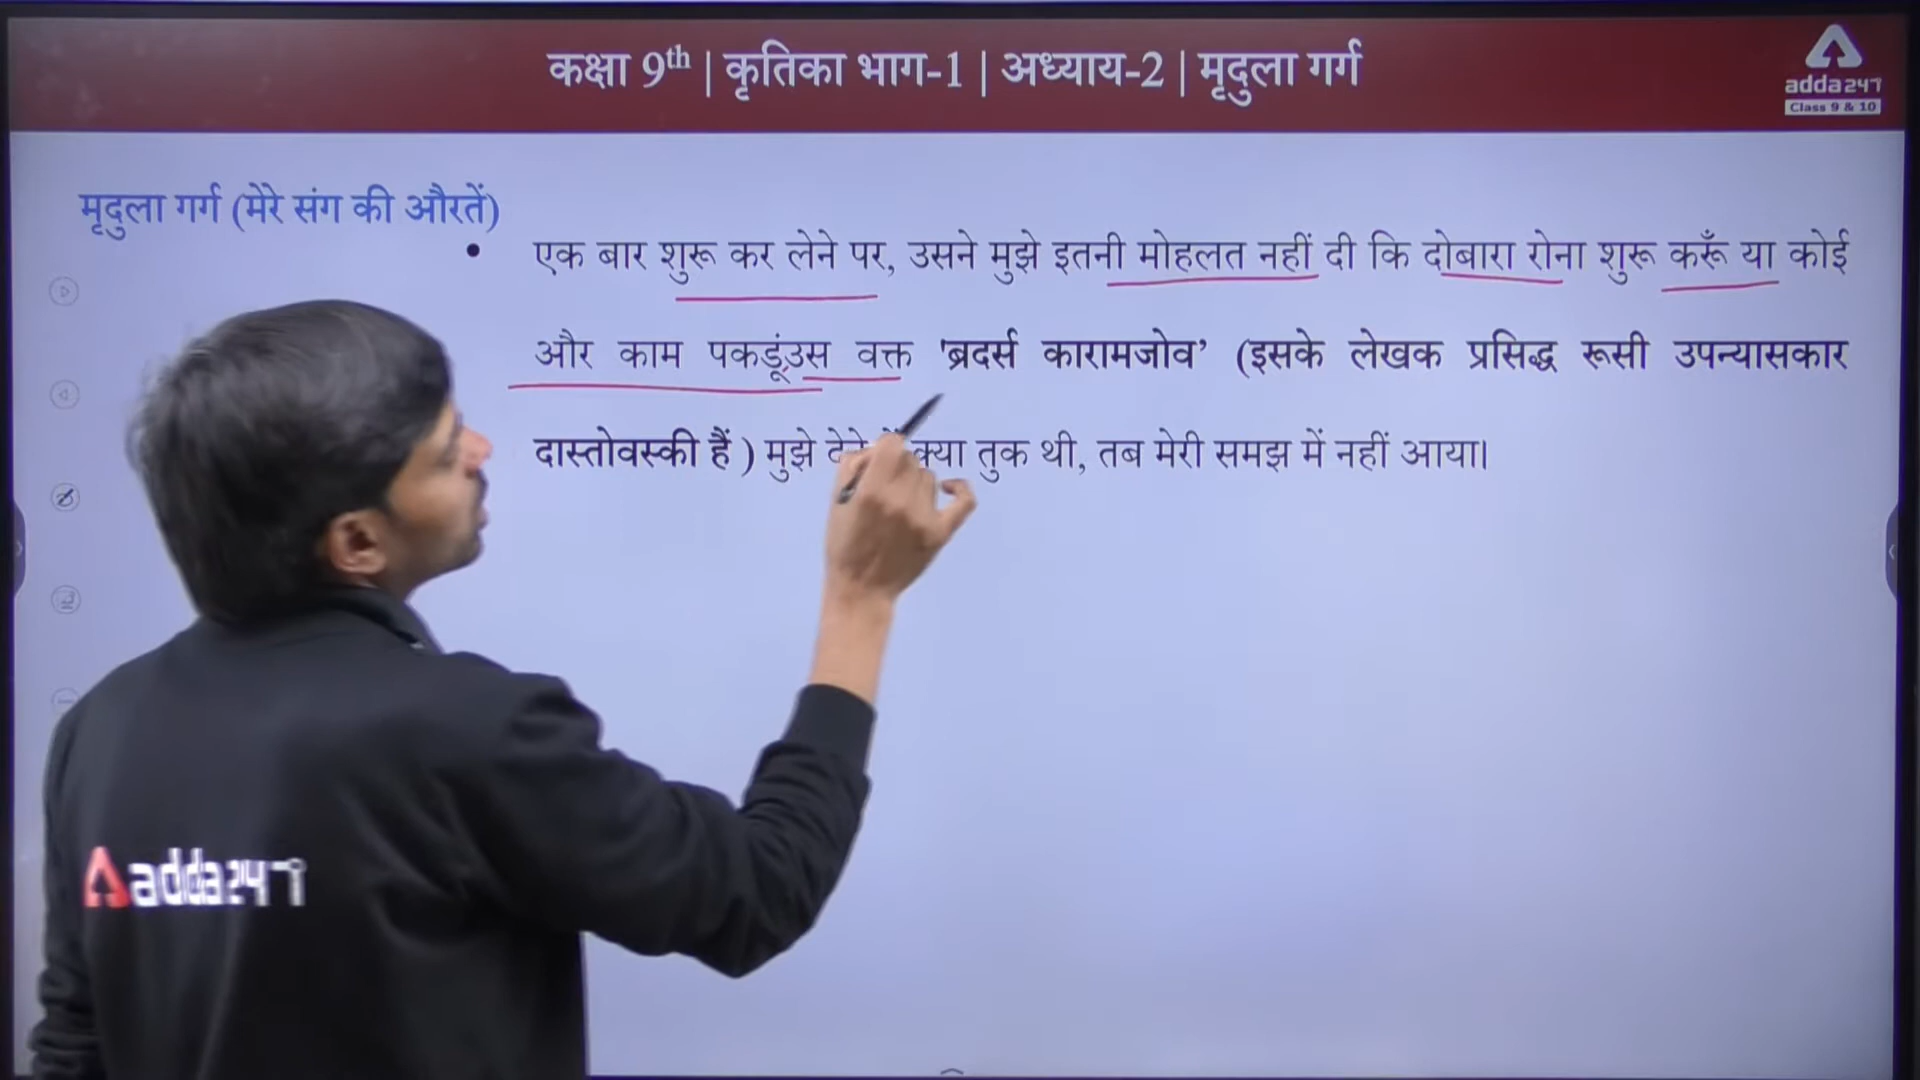 कक्षा 9th | कृतिका भाग-1 | अध्याय-2 | मृदुला गर्ग
adda247
Class 9 & 10
मृदुला गर्ग (मेरे संग की औरतें)
• एक बार शुरू कर लेने पर, उसने मुझे इतनी मोहलत नहीं दी कि दोबारा रोना शुरू करूँ या कोई
और काम पकडूं,उस वक्त 'ब्रदर्स कारामजोव’ (इसके लेखक प्रसिद्ध रूसी उपन्यासकार
दास्तोवस्की हैं ) मुझे क्या तुक थी, तब मेरी समझ में नहीं आया।
adda247